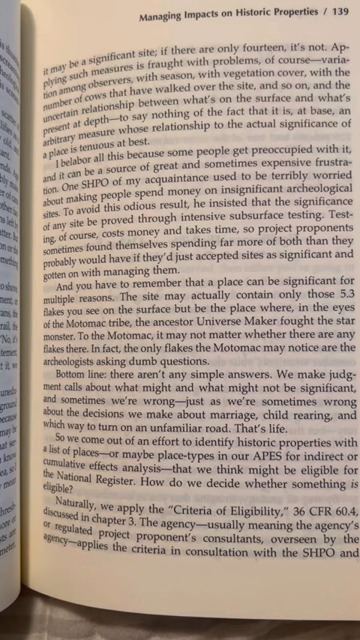 Managing Impacts on Historic Properties / 139
it may be a significant site; if there are only fourteen, it's not. Ap-
plying such measures is fraught with problems, of course—varia-
tion among observers, with season, with vegetation cover, with the
number of cows that have walked over the site, and so on, and the
uncertain relationship between what's on the surface and what's
present at depth—to say nothing of the fact that it is, at base, an
arbitrary measure whose relationship to the actual significance of
a place is tenuous at best.
I belabor all this because some people get preoccupied with it,
and it can be a source of great and sometimes expensive frustra-
tion. One SHPO of my acquaintance used to be terribly worried
about making people spend money on insignificant archeological
sites. To avoid this odious result, he insisted that the significance
of any site be proved through intensive subsurface testing. Test-
ing, of course, costs money and takes time, so project proponents
sometimes found themselves spending far more of both than they
probably would have if they'd just accepted sites as significant and
gotten on with managing them.
And you have to remember that a place can be significant for
multiple reasons. The site may actually contain only those 5.3
flakes you see on the surface but be the place where, in the eyes
of the Motomac tribe, the ancestor Universe Maker fought the star
monster. To the Motomac, it may not matter whether there are any
flakes there. In fact, the only flakes the Motomac may notice are the
archeologists asking dumb questions.
Bottom line: there aren't any simple answers. We make judg-
ment calls about what might and what might not be significant,
and sometimes we're wrong—just as we're sometimes wrong
about the decisions we make about marriage, child rearing, and
which way to turn on an unfamiliar road. That's life.
So we come out of an effort to identify historic properties with
a list of places—or maybe place-types in our APES for indirect or
cumulative effects analysis—that we think might be eligible for
the National Register. How do we decide whether something is
eligible?
Naturally, we apply the "Criteria of Eligibility," 36 CFR 60.4,
discussed in chapter 3. The agency—usually meaning the agency's
or regulated project proponent's consultants, overseen by the
agency—applies the criteria in consultation with the SHPO and